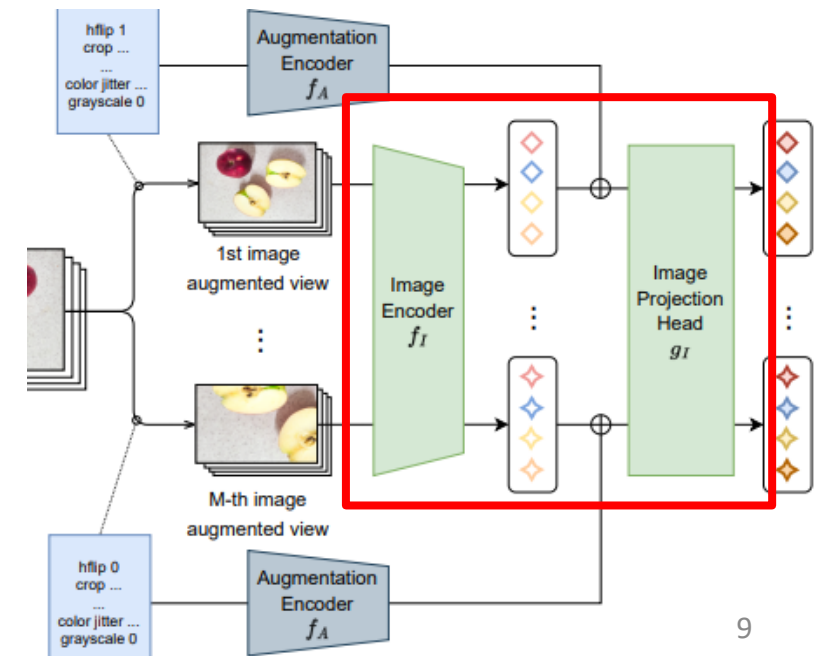 hflip 1
crop ...
...
color jitter ...
grayscale 0
Augmentation
Encoder
f_A
1st image
augmented view
⋮
M-th image
augmented view
Image
Encoder
f_I
⋮
Image
Projection
Head
g_I
⋮
hflip 0
crop ...
...
color jitter ...
grayscale 0
Augmentation
Encoder
f_A
9